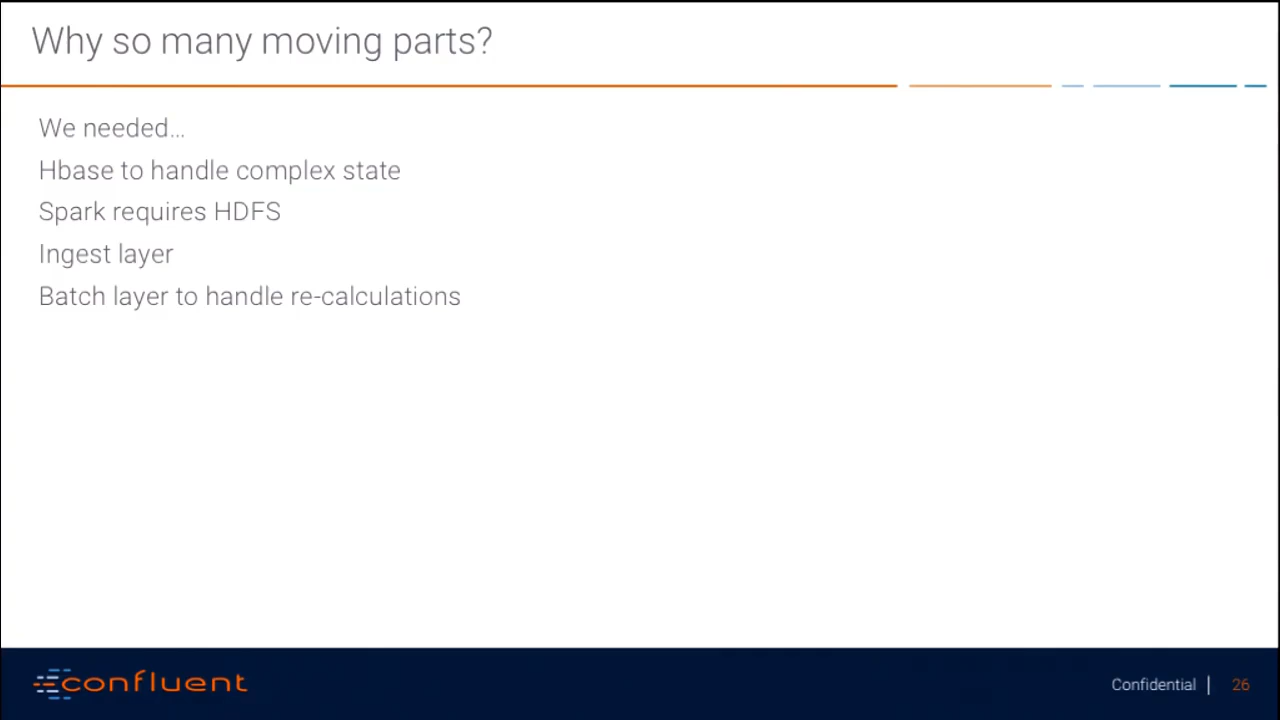 Why so many moving parts?
We needed...
Hbase to handle complex state
Spark requires HDFS
Ingest layer
Batch layer to handle re-calculations
confluent
Confidential | 26